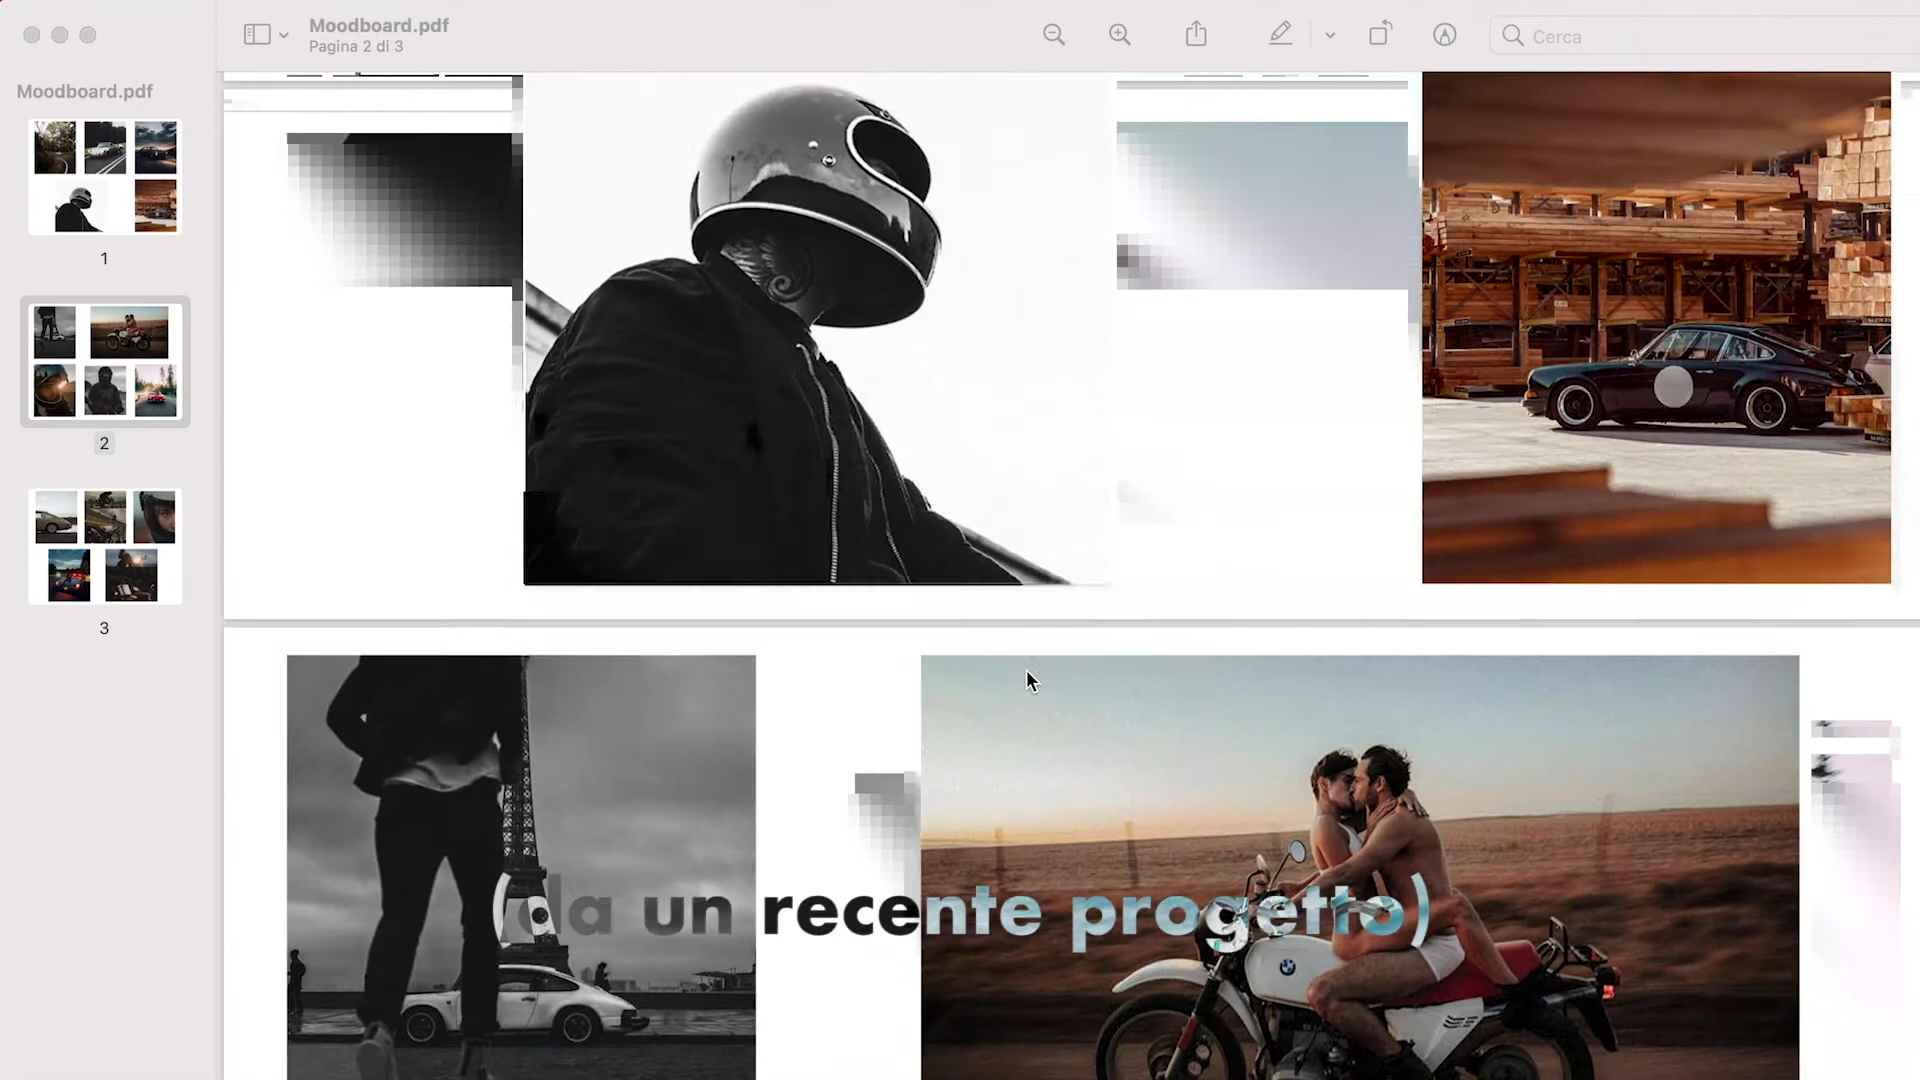 Moodboard.pdf
Pagina 2 di 3
Cerca
Moodboard.pdf
1
2
3
(da un recente progetto)